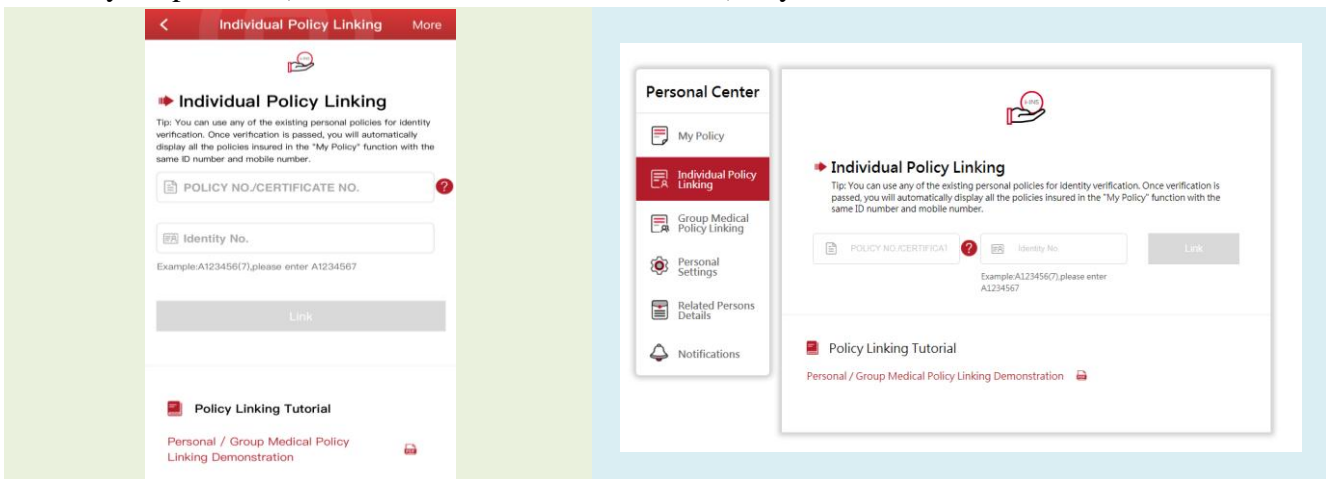 Individual Policy Linking
More
Individual Policy Linking
Tip: You can use any of the existing personal policies for identity
verification. Once verification is passed, you will automatically
display all the policies insured in the "My Policy" function with the
same ID number and mobile number.
POLICY NO./CERTIFICATE NO.
?
Identity No.
Example:A123456(7),please enter A1234567
Link
Policy Linking Tutorial
Personal / Group Medical Policy
Linking Demonstration
Personal Center
My Policy
Individual Policy
Linking
Group Medical
Policy Linking
Personal
Settings
Related Persons
Details
Notifications
Individual Policy Linking
Tip: You can use any of the existing personal policies for identity verification. Once verification is
passed, you will automatically display all the policies insured in the "My Policy" function with the
same ID number and mobile number.
POLICY NO./CERTIFICAT
?
Identity No.
Link
Example:A123456(7),please enter
A1234567
Policy Linking Tutorial
Personal / Group Medical Policy Linking Demonstration